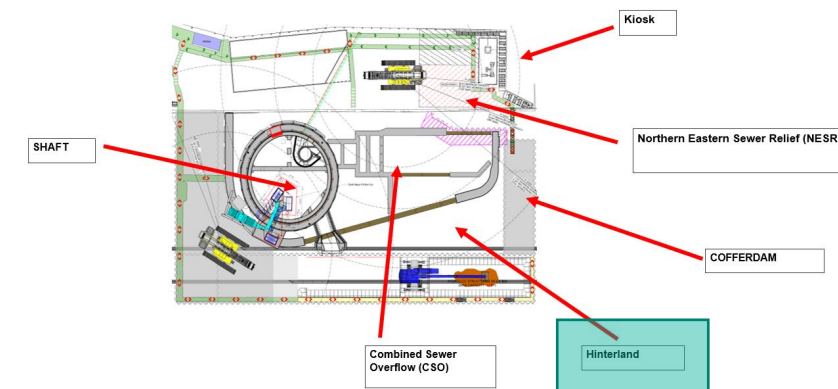 Kiosk
Northern Eastern Sewer Relief (NESR
SHAFT
COFFERDAM
Combined Sewer
Overflow (CSO)
Hinterland